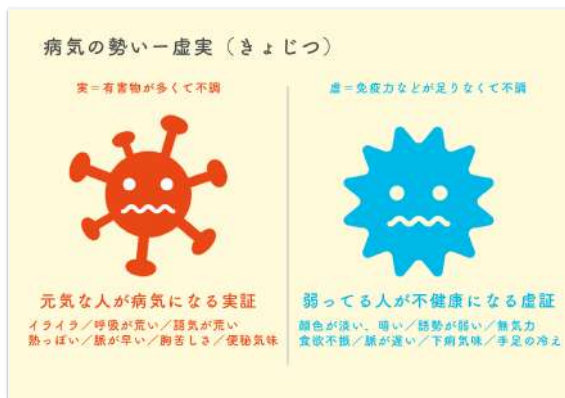 病気の勢いー虚実（きょじつ）
実＝有害物が多くて不調
元気な人が病気になる実証
イライラ／呼吸が荒い／語気が荒い
熱っぽい／脈が早い／胸苦しさ／便秘気味
虚＝免疫力などが足りなくて不調
弱ってる人が不健康になる虚証
顔色が淡い、暗い／語勢が弱い／無気力
食欲不振／脈が遅い／下痢気味／手足の冷え